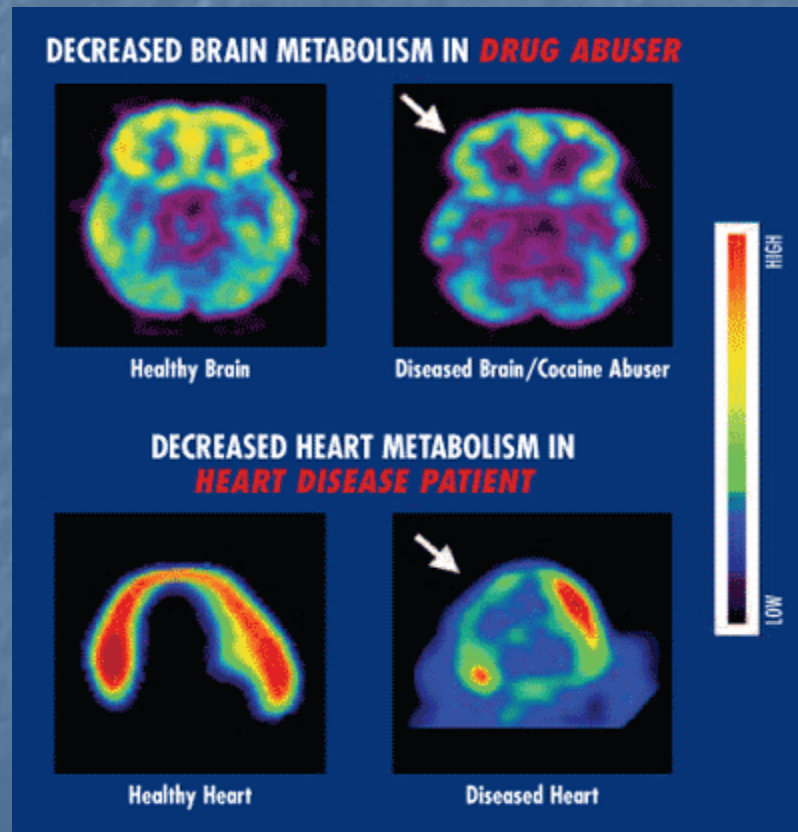 DECREASED BRAIN METABOLISM IN DRUG ABUSER
Healthy Brain
Diseased Brain/Cocaine Abuser
HIGH
LOW
DECREASED HEART METABOLISM IN
HEART DISEASE PATIENT
Healthy Heart
Diseased Heart